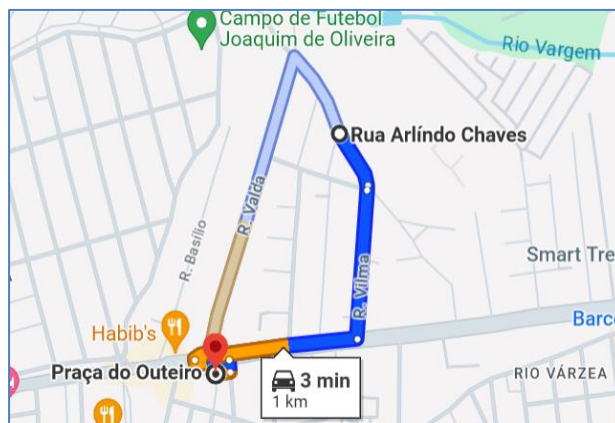 Campo de Futebol
Joaquim de Oliveira
Rio Vargem
Rua Arlíndo Chaves
R. Valda
R. Basílio
R. Vilma
Smart Tre
Habib's
Barce
Praça do Outeiro
3 min
1 km
RIO VÁRZEA